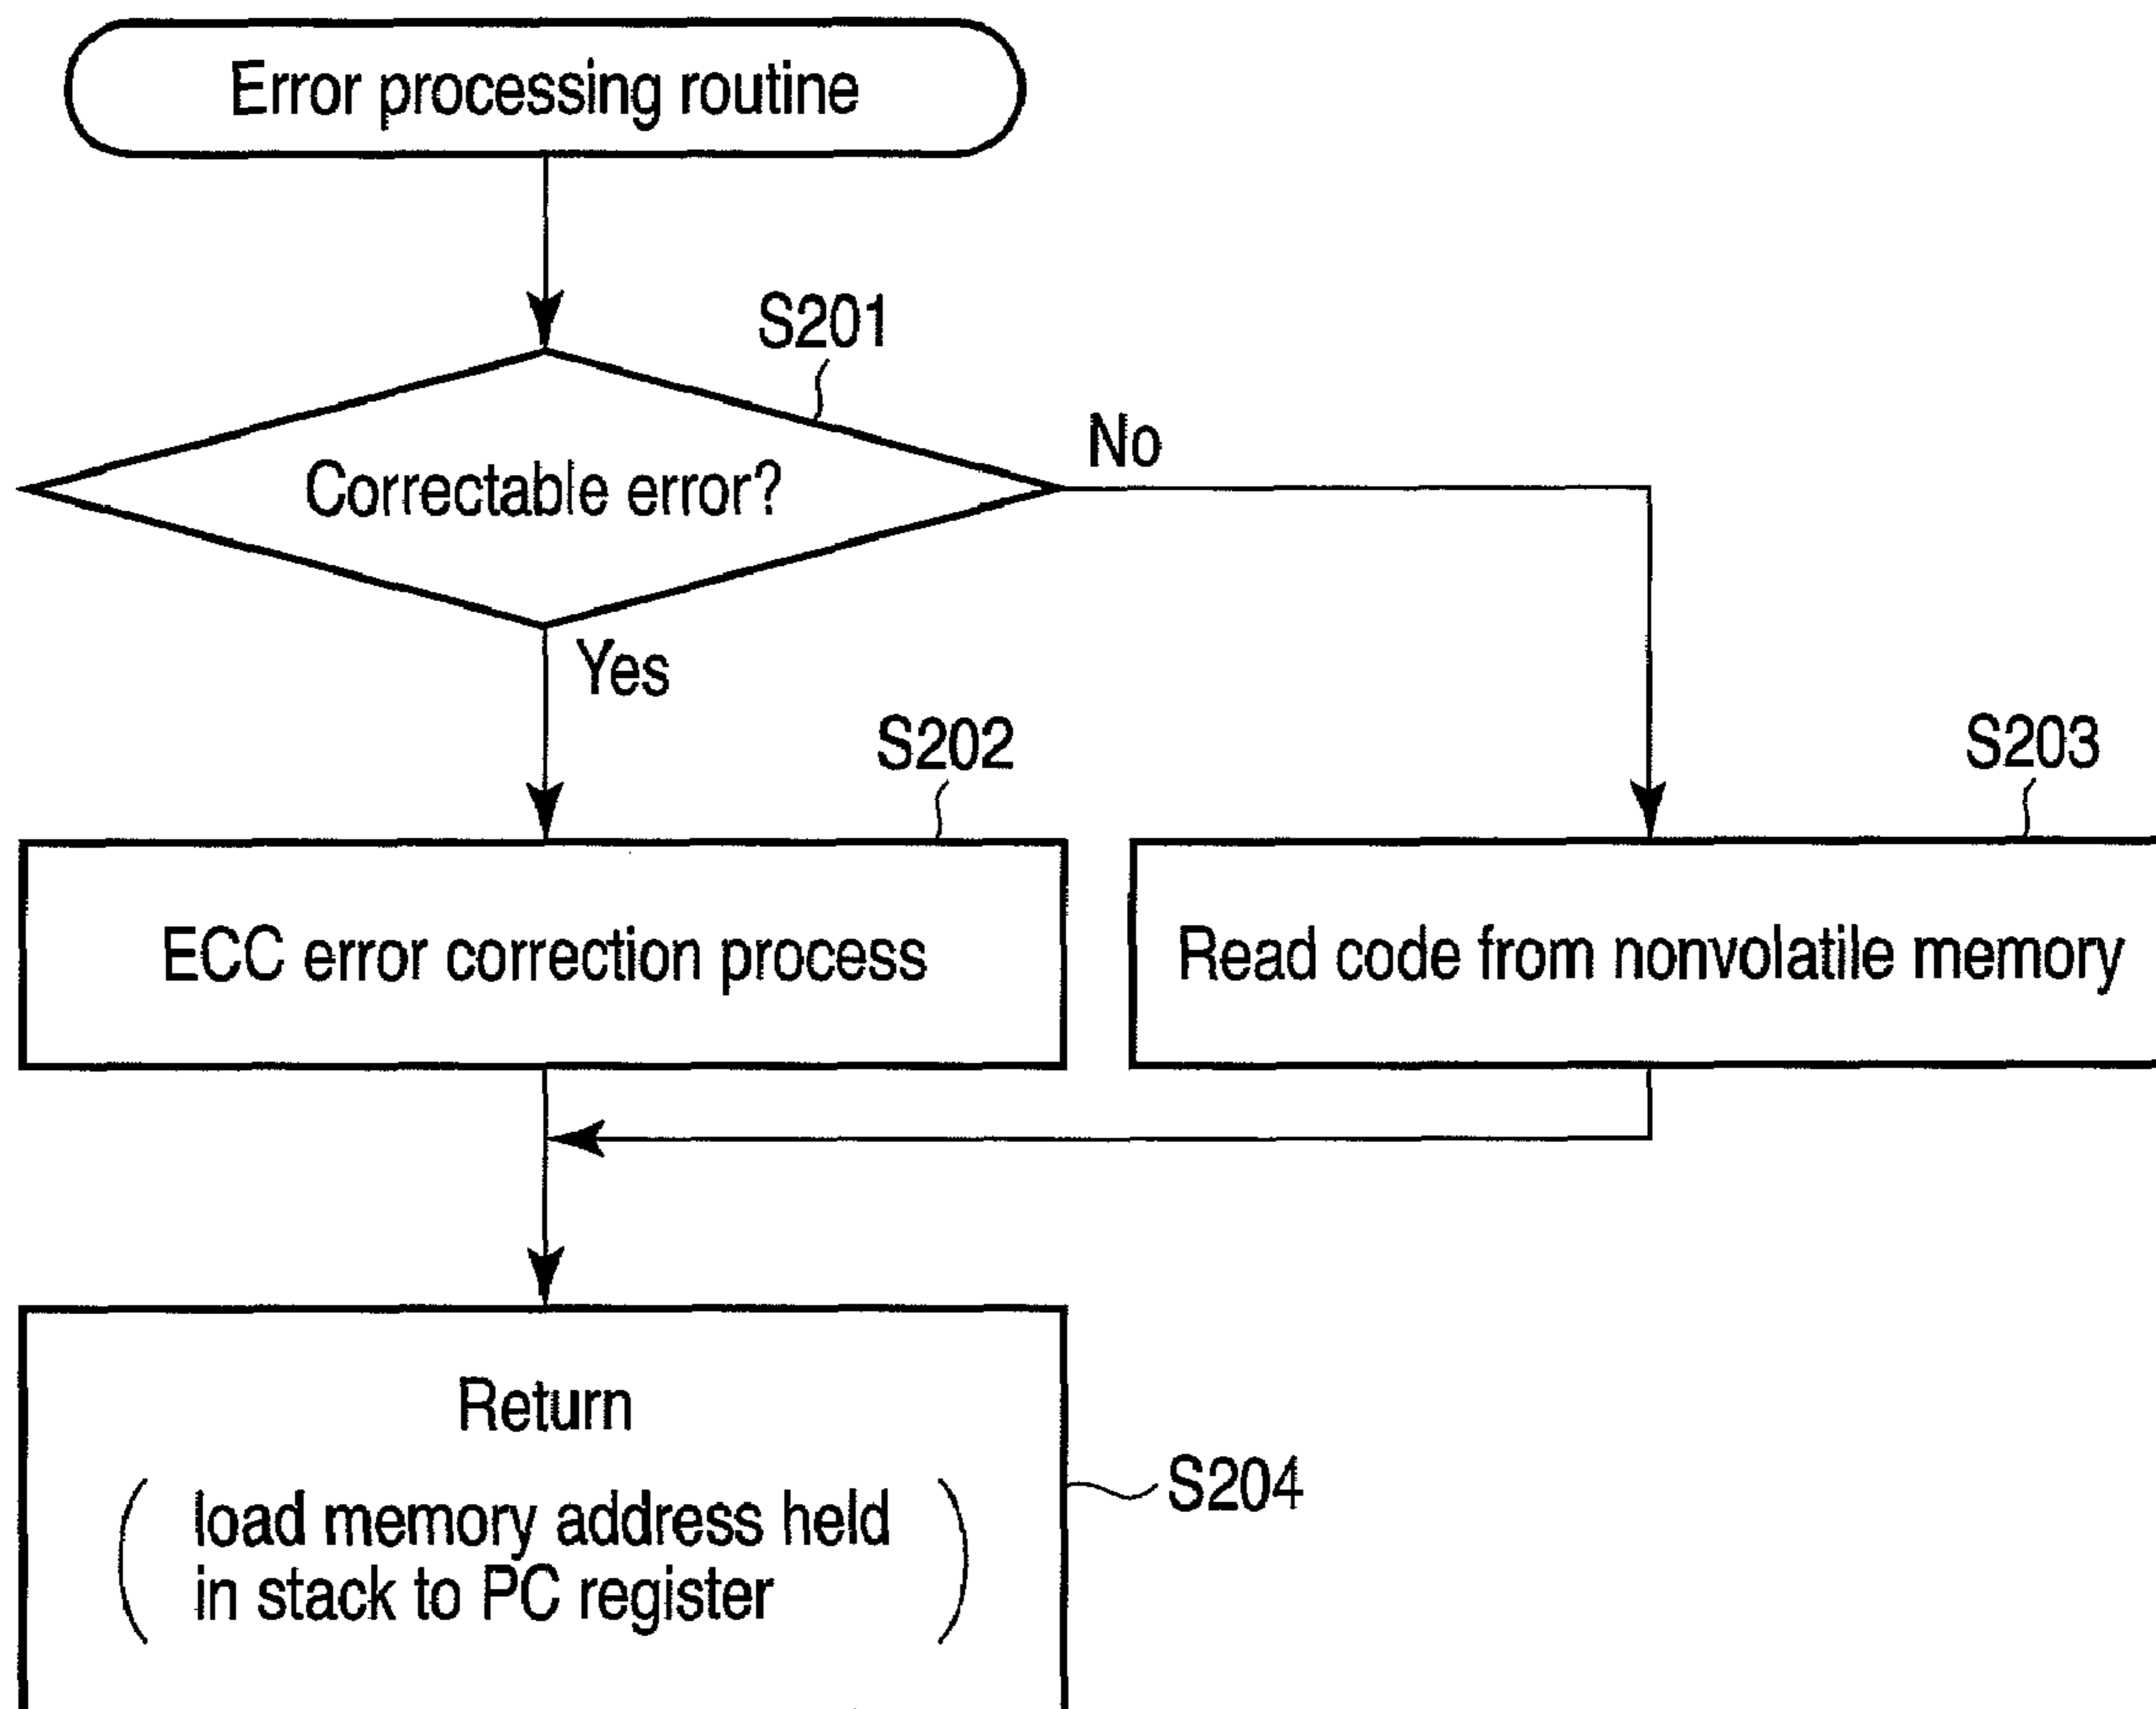 Error processing routine
S201
No
Correctable error?
Yes
S202
S203
ECC error correction process
Read code from nonvolatile memory
Return
load memory address held
in stack to PC register
S204